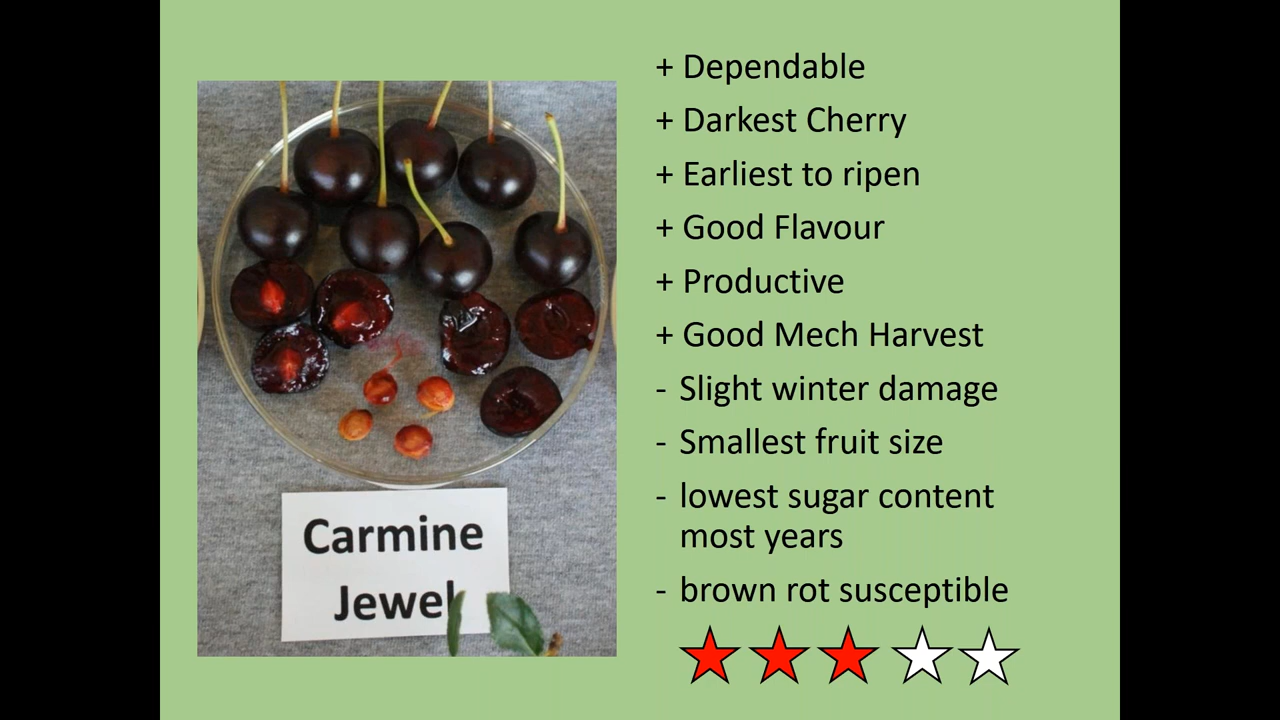 + Dependable
+ Darkest Cherry
+ Earliest to ripen
+ Good Flavour
+ Productive
+ Good Mech Harvest
- Slight winter damage
- Smallest fruit size
- lowest sugar content
most years
- brown rot susceptible
Carmine
Jewel